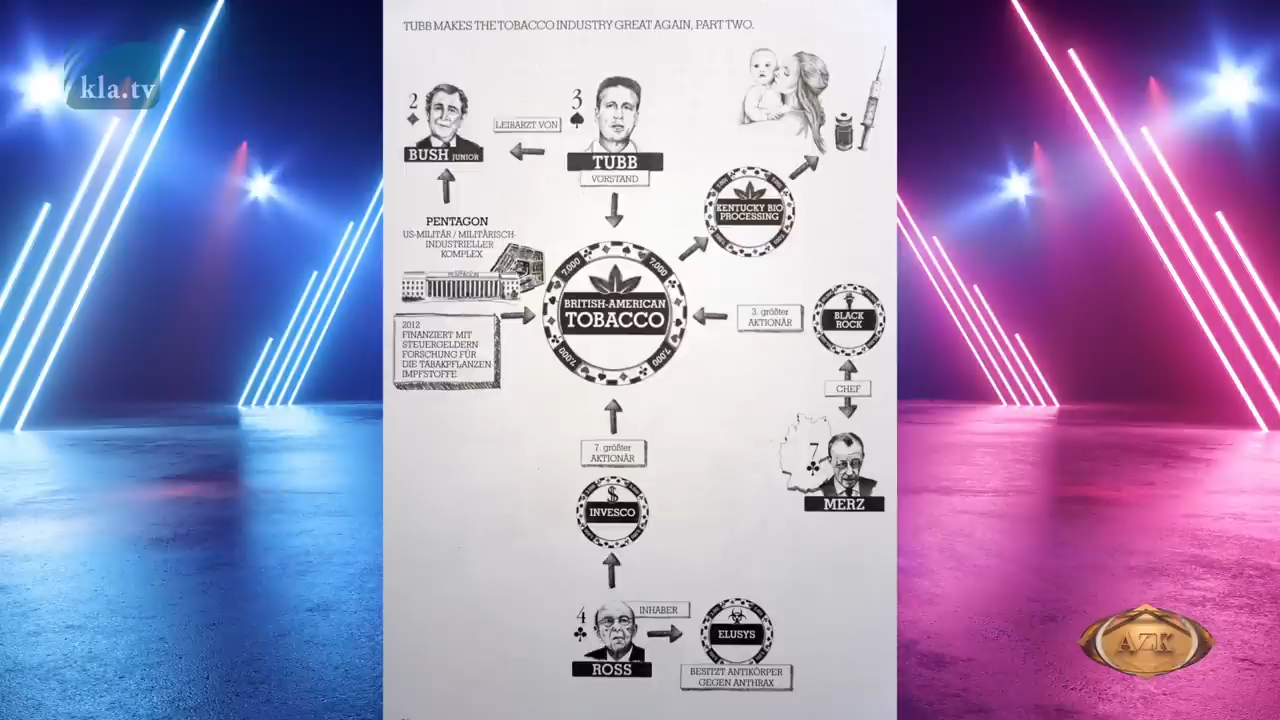 TUBB MAKES THE TOBACCO INDUSTRY GREAT AGAIN, PART TWO.
kla.tv
2
BUSH JUNIOR
LEIBARZT VON
3
TUBB
VORSTAND
KENTUCKY BIO
PROCESSING
PENTAGON
US-MILITÄR / MILITÄRISCH-
INDUSTRIELLER
KOMPLEX
PENTAGON
2012
FINANZIERT MIT
STEUERGELDERN
FORSCHUNG FÜR
DIE TABAKPFLANZEN-
IMPFSTOFFE
7.000
7.000
BRITISH-AMERICAN
TOBACCO
7.000
7.000
3. größter
AKTIONÄR
BLACK
ROCK
CHEF
7
MERZ
7. größter
AKTIONÄR
$
INVESCO
4
ROSS
INHABER
ELUSYS
BESITZT ANTIKÖRPER
GEGEN ANTHRAX
AZK